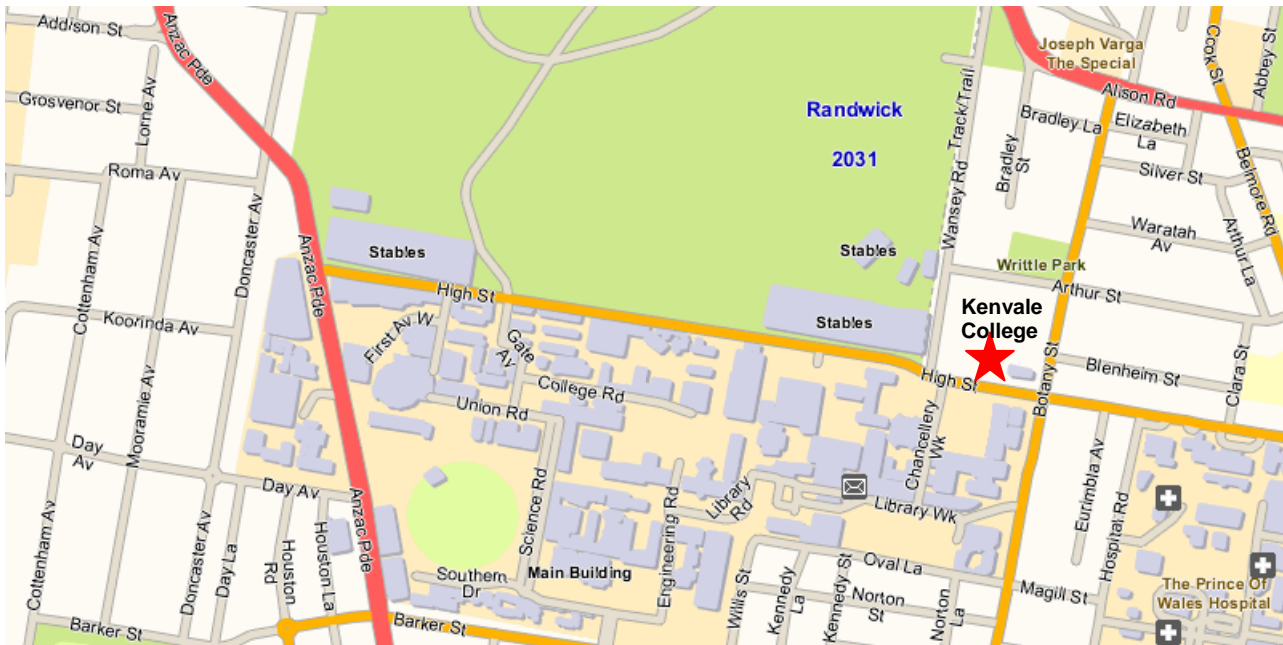 Addison St
Anzac Pde
Joseph Varga
The Special
Cook St
Abbey St
Grosvenor St
Lorne Av
Randwick
2031
Track/Trail
Alison Rd
Bradley La
Elizabeth
La
Belmore Rd
Roma Av
Bradley
St
Silver St
Cottenham Av
Doncaster Av
Anzac Pde
Stables
Stables
Wansey Rd
Waratah
Av
Arthur La
Writtle Park
High St
Arthur St
Koorinda Av
First Av W
Gate
Av
Stables
Kenvale
College
Botany St
Blenheim St
Clara St
College Rd
High St
Union Rd
Mooramie Av
Chancellery
Wk
Day
Av
Day Av
Anzac Pde
Science Rd
Engineering Rd
Library
Rd
Library Wk
Eurimbla Av
Hospital Rd
Cottenham Av
Doncaster Av
Day La
Houston
Rd
Houston La
Southern
Dr
Main Building
Oval La
Willis St
Kennedy
La
Kennedy St
Norton
St
Norton
La
Magill St
The Prince Of
Wales Hospital
Barker St
Barker St